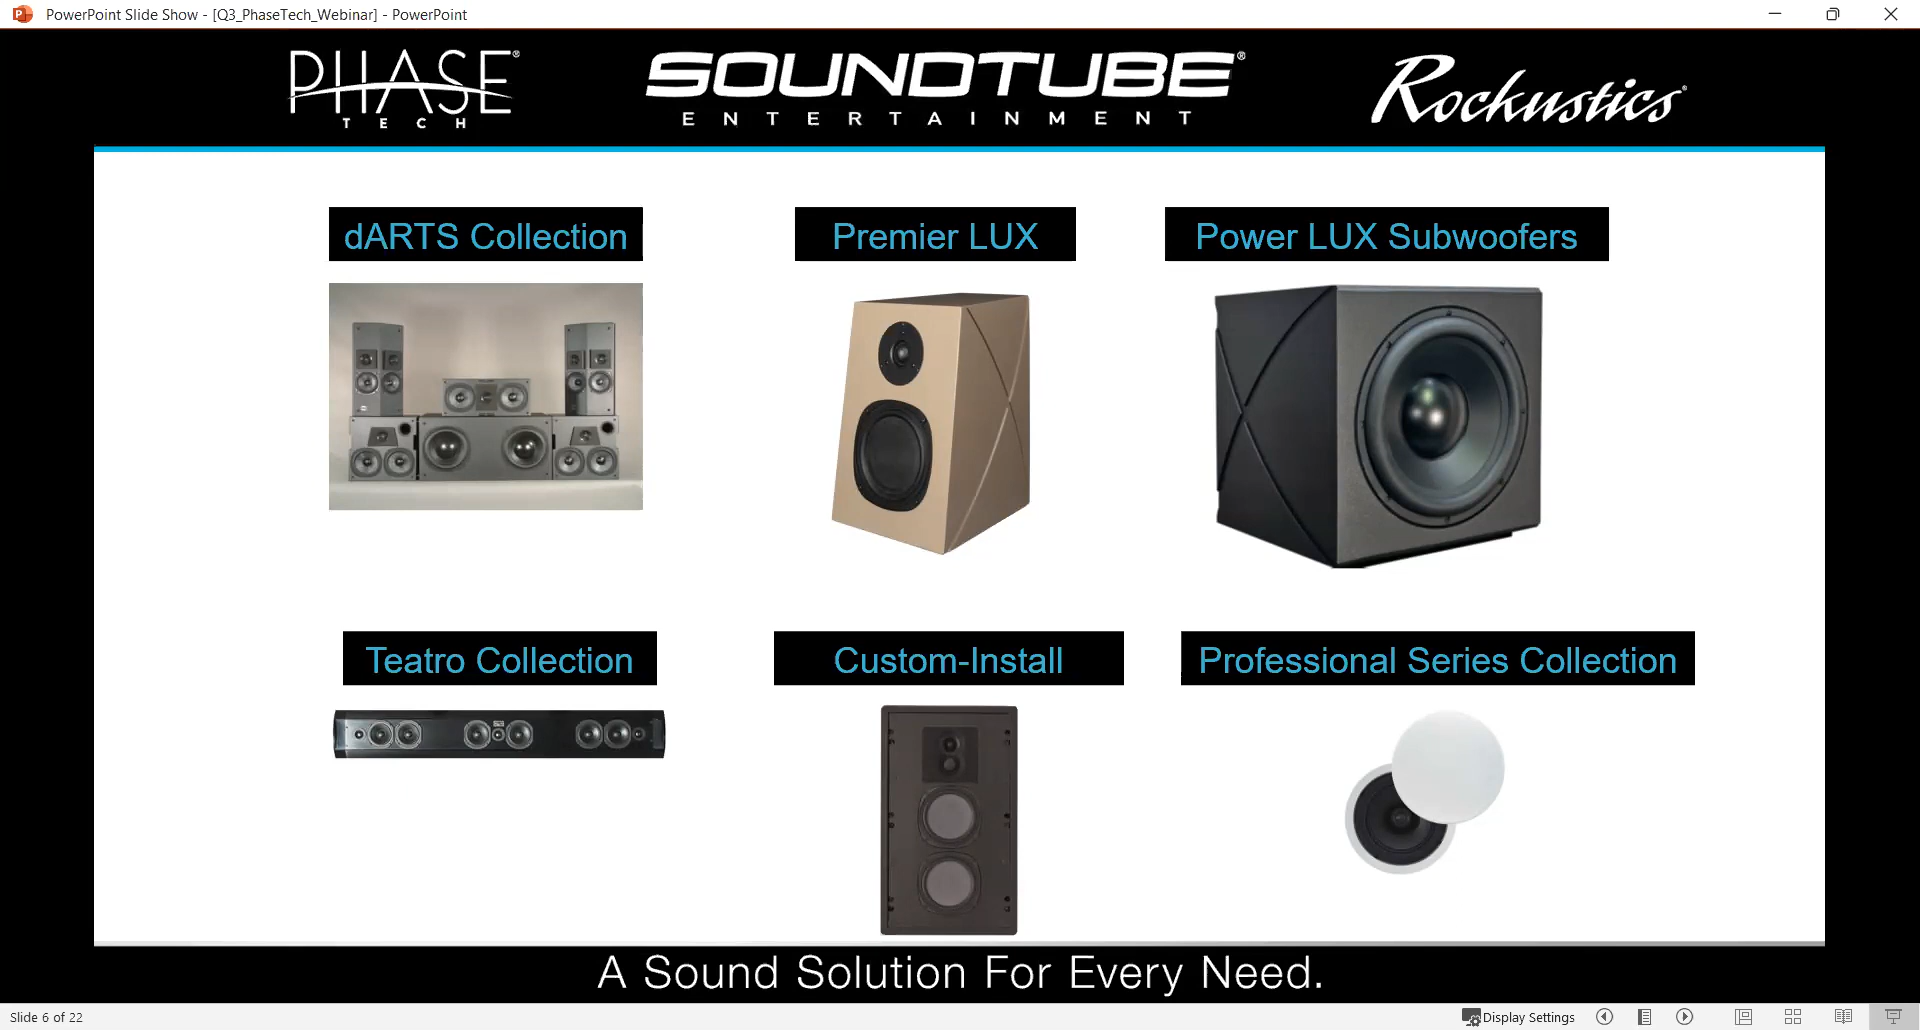 PowerPoint Slide Show - [Q3_PhaseTech_Webinar] - PowerPoint
PHASE®
TECH
SOUNDTUBE®
ENTERTAINMENT
Rockustics®
dARTS Collection
Premier LUX
Power LUX Subwoofers
Teatro Collection
Custom-Install
Professional Series Collection
A Sound Solution For Every Need.
Slide 6 of 22
Display Settings